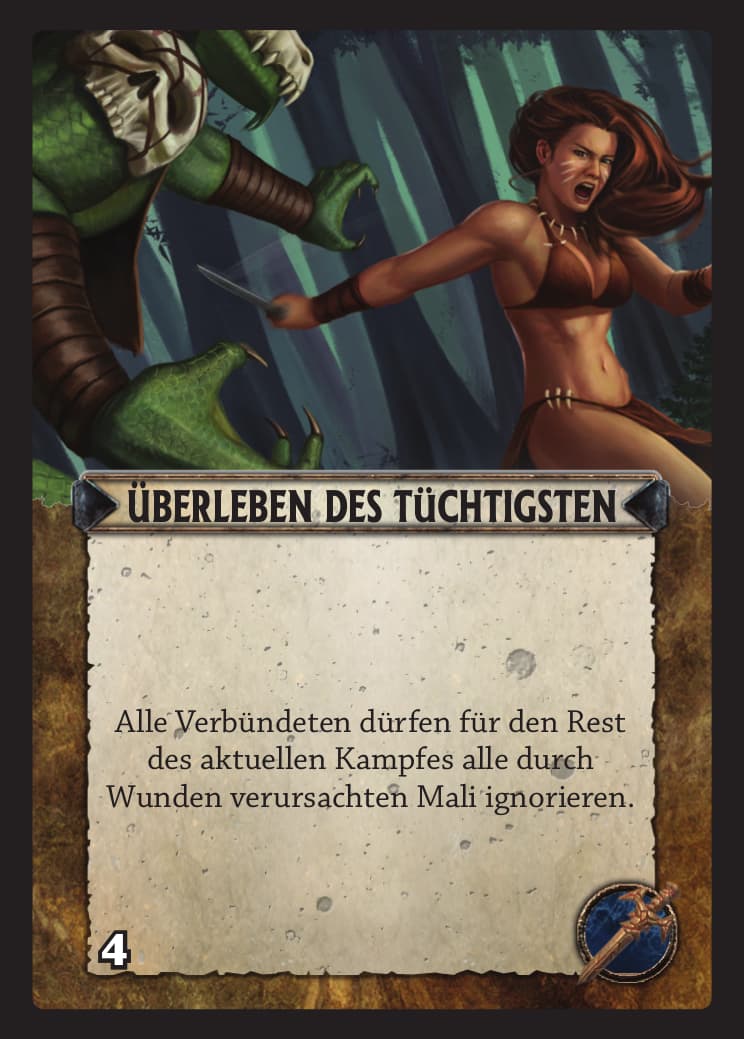 ÜBERLEBEN DES TÜCHTIGSTEN
Alle Verbündeten dürfen für den Rest
des aktuellen Kampfes alle durch
Wunden verursachten Mali ignorieren.
4